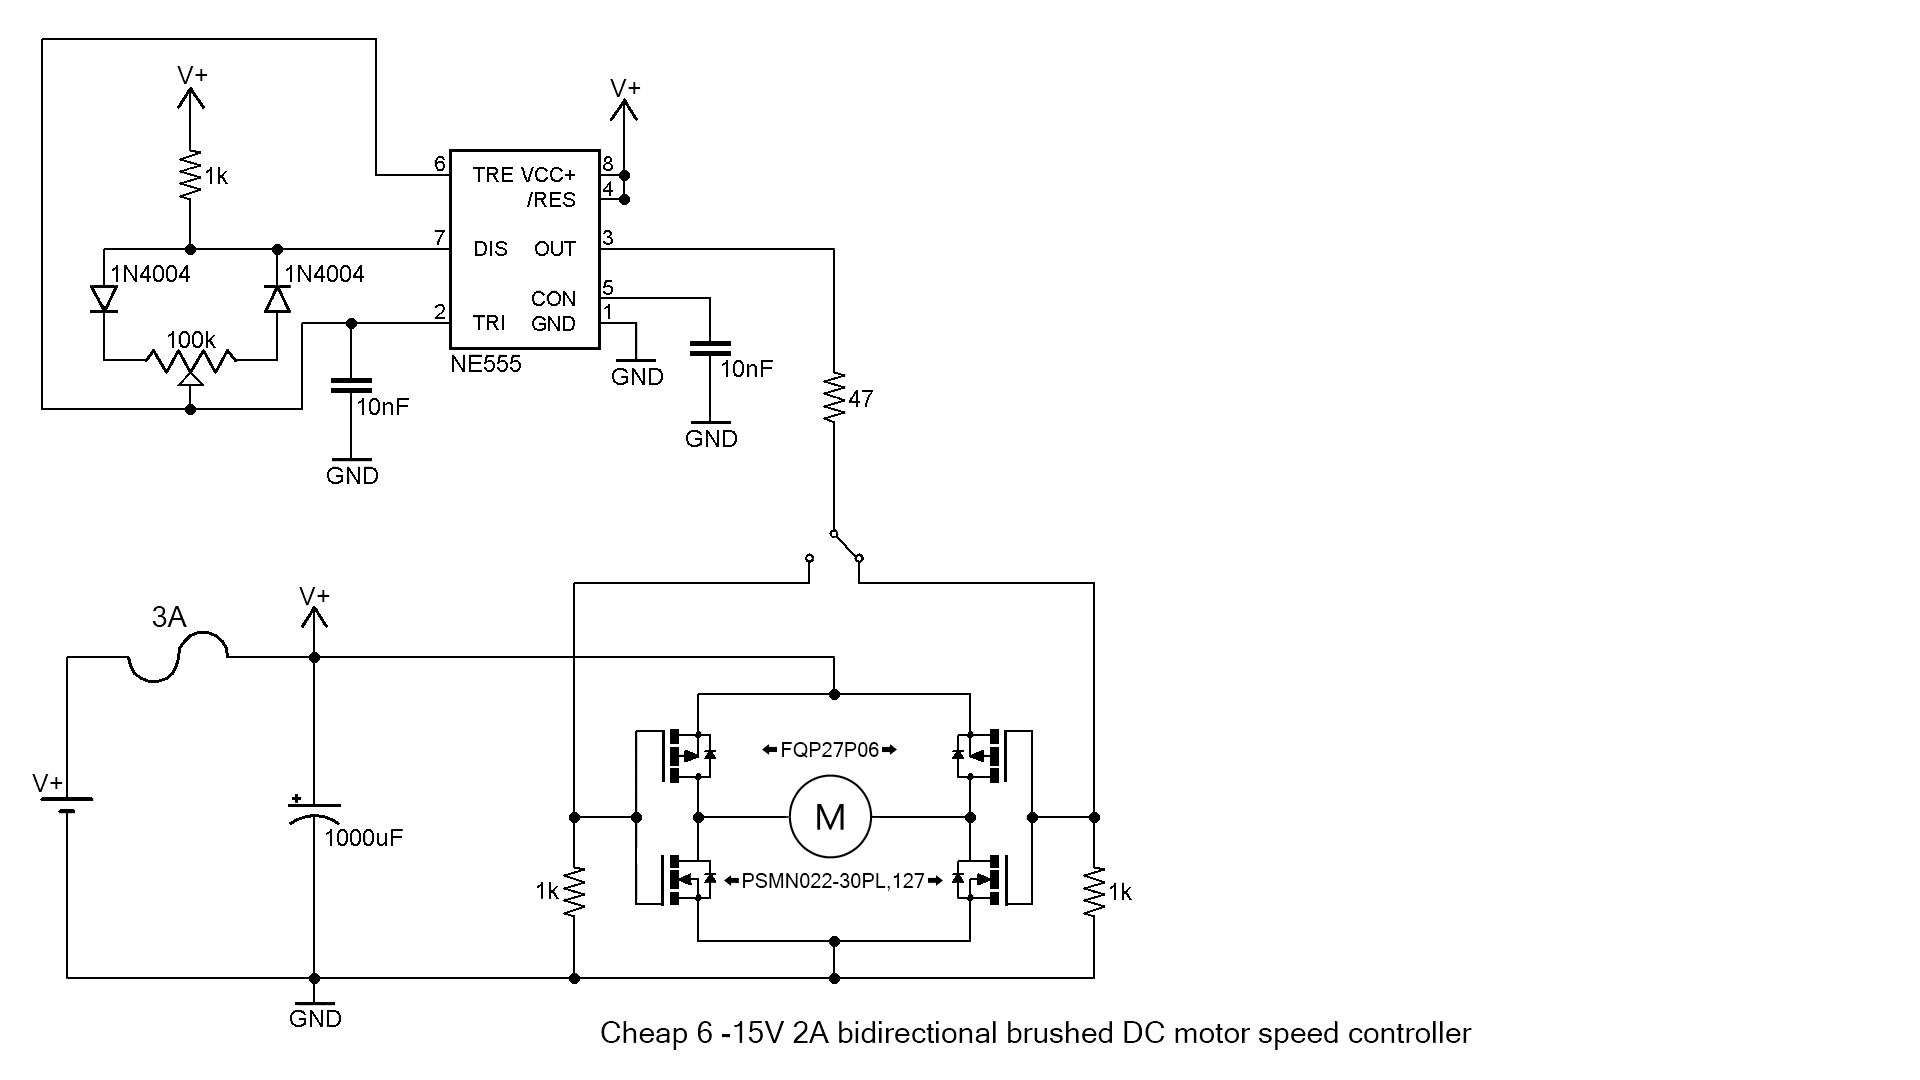 V+
V+
1k
6 TRE VCC+ 8
/RES 4
7 DIS OUT 3
1N4004 1N4004
CON 5
2 TRI GND 1
100k
NE555
10nF
GND
10nF
GND
47
GND
V+
3A
FQP27P06
V+
M
+
1000uF
PSMN022-30PL,127
1k
1k
GND
Cheap 6 -15V 2A bidirectional brushed DC motor speed controller